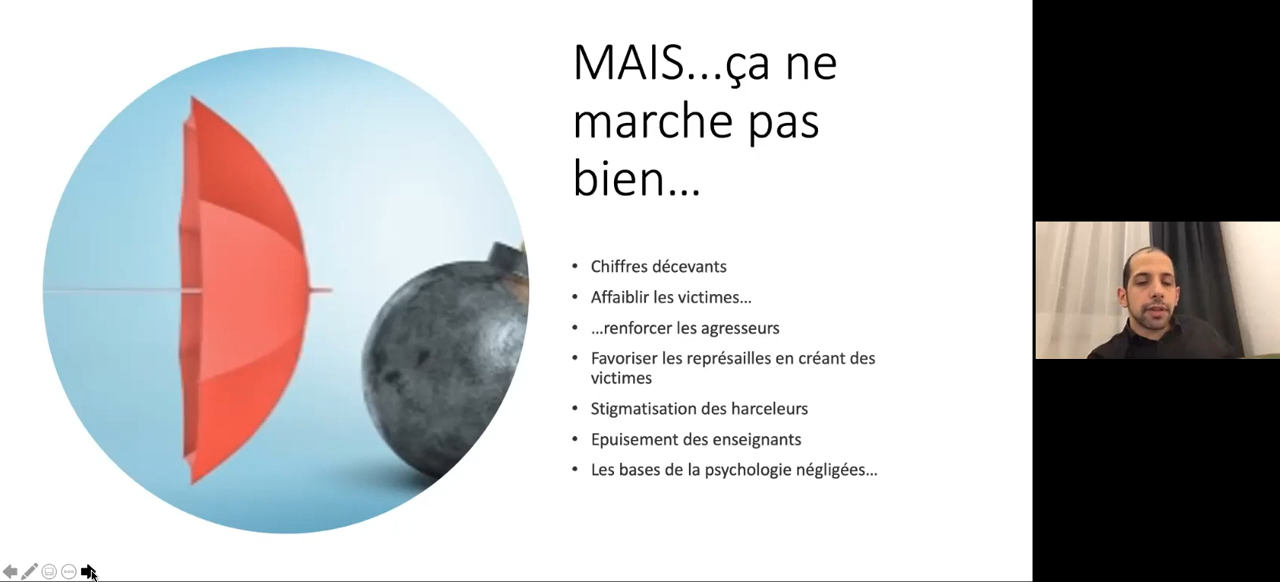 MAIS...ça ne
marche pas
bien...
• Chiffres décevants
• Affaiblir les victimes...
• ...renforcer les agresseurs
• Favoriser les représailles en créant des
victimes
• Stigmatisation des harceleurs
• Epuisement des enseignants
• Les bases de la psychologie négligées...